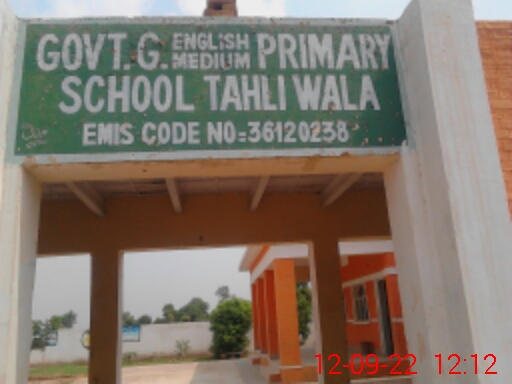 GOVT. G. ENGLISH MEDIUM PRIMARY
SCHOOL TAHLI WALA
EMIS CODE NO=36120238
12-09-22 12:12